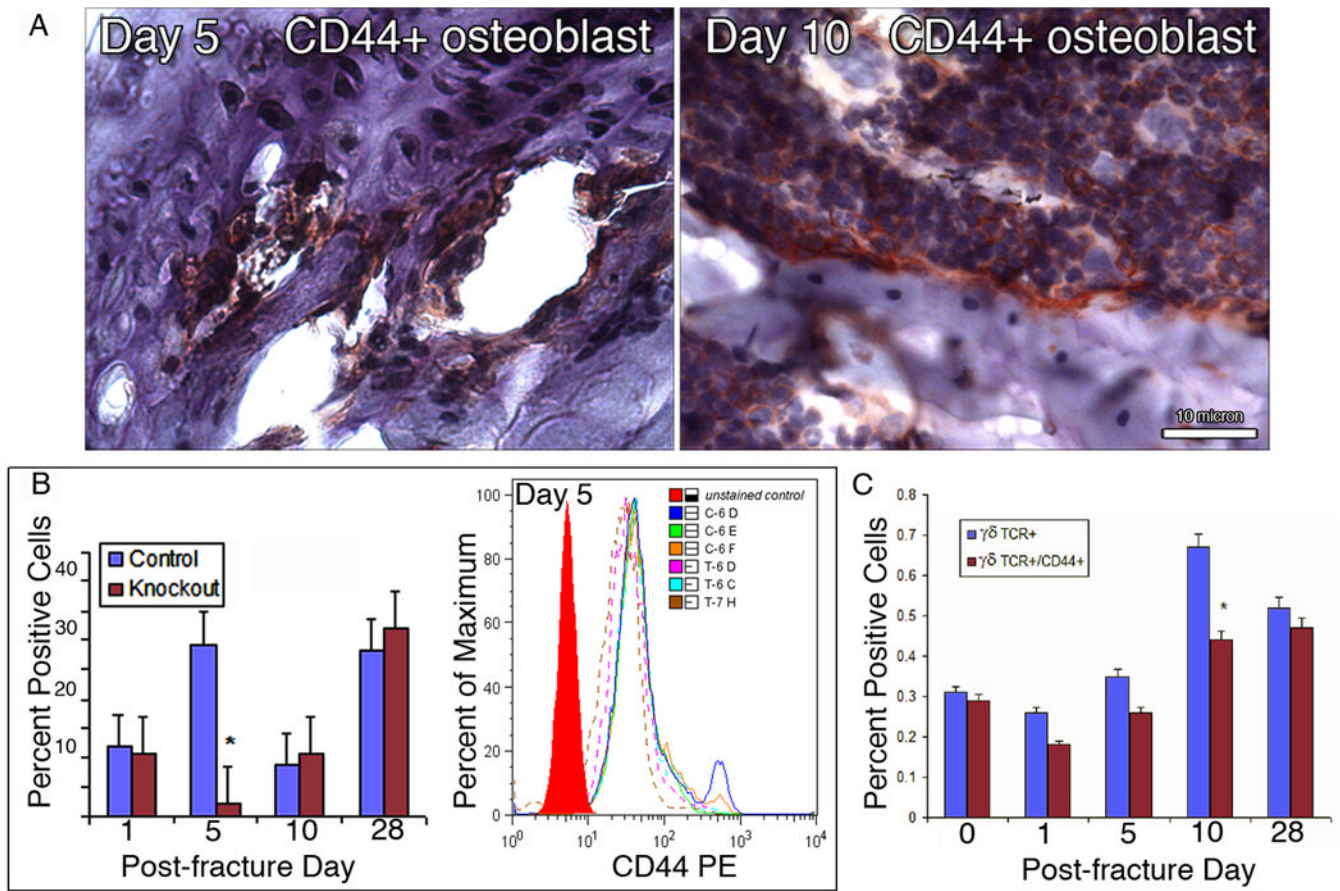 A
Day 5 CD44+ osteoblast
Day 10 CD44+ osteoblast
10 micron
B
Control
Knockout
Percent Positive Cells
40
30
20
10
*
1 5 10 28
Post-fracture Day
Day 5
Percent of Maximum
100
80
60
40
20
0
unstained control
C-6 D
C-6 E
C-6 F
T-6 D
T-6 C
T-7 H
10⁰ 10¹ 10² 10³ 10⁴
CD44 PE
C
γδ TCR+
γδ TCR+/CD44+
Percent Positive Cells
0.8
0.7
0.6
0.5
0.4
0.3
0.2
0.1
0
*
0 1 5 10 28
Post-fracture Day